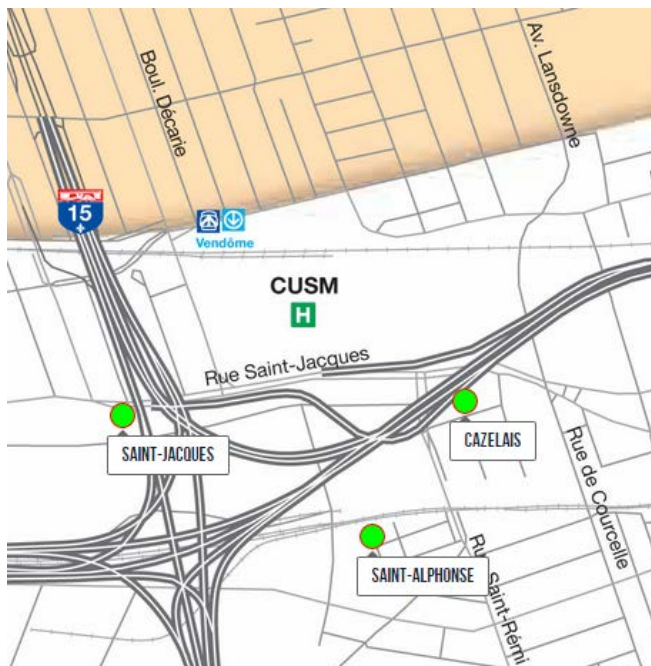 Boul. Décarie
Av. Lansdowne
15
Vendôme
CUSM
H
Rue Saint-Jacques
SAINT-JACQUES
CAZELAIS
Rue de Courcelle
SAINT-ALPHONSE
Rue Saint-Rémi